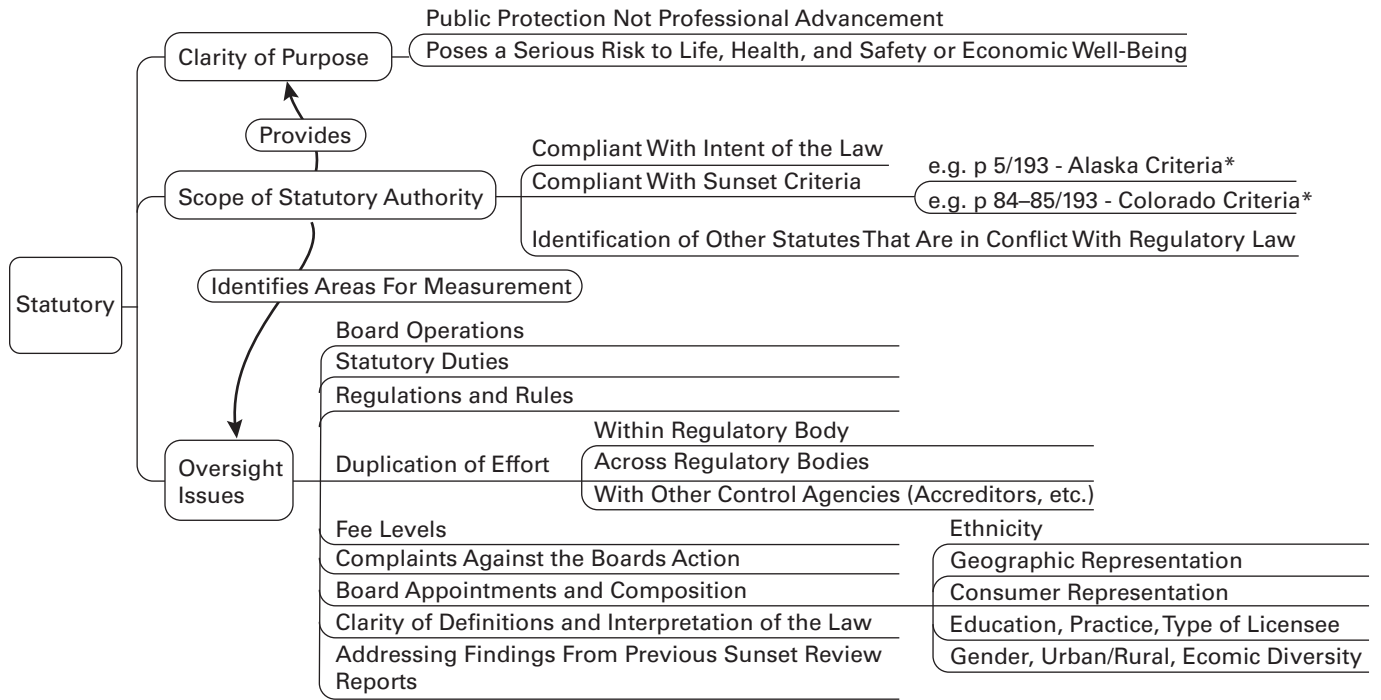 Public Protection Not Professional Advancement
Clarity of Purpose
Poses a Serious Risk to Life, Health, and Safety or Economic Well-Being
Provides
Scope of Statutory Authority
Compliant With Intent of the Law
Compliant With Sunset Criteria
e.g. p 5/193 - Alaska Criteria*
e.g. p 84–85/193 - Colorado Criteria*
Identification of Other Statutes That Are in Conflict With Regulatory Law
Identifies Areas For Measurement
Statutory
Oversight
Issues
Board Operations
Statutory Duties
Regulations and Rules
Duplication of Effort
Within Regulatory Body
Across Regulatory Bodies
With Other Control Agencies (Accreditors, etc.)
Fee Levels
Complaints Against the Boards Action
Board Appointments and Composition
Ethnicity
Geographic Representation
Consumer Representation
Education, Practice, Type of Licensee
Gender, Urban/Rural, Ecomic Diversity
Clarity of Definitions and Interpretation of the Law
Addressing Findings From Previous Sunset Review
Reports